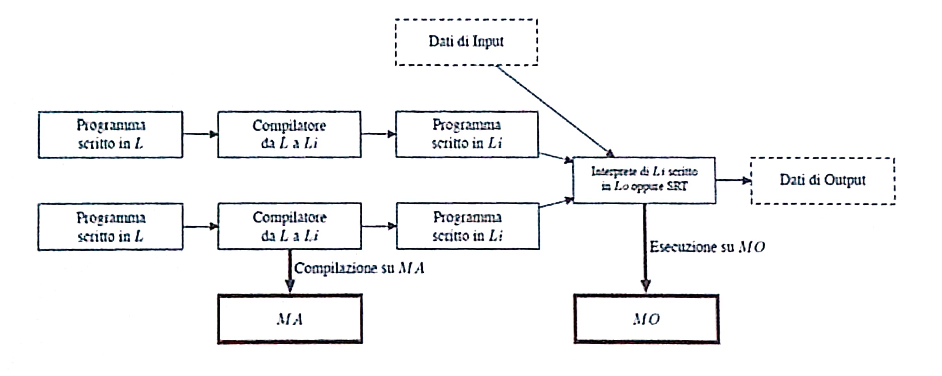 Dati di Input
Programma
scritto in L
Compilatore
da L a Li
Programma
scritto in Li
Interprete di Li scritto
in Lo oppure SRT
Dati di Output
Programma
scritto in L
Compilatore
da L a Li
Programma
scritto in Li
Compilazione su MA
Esecuzione su MO
MA
MO